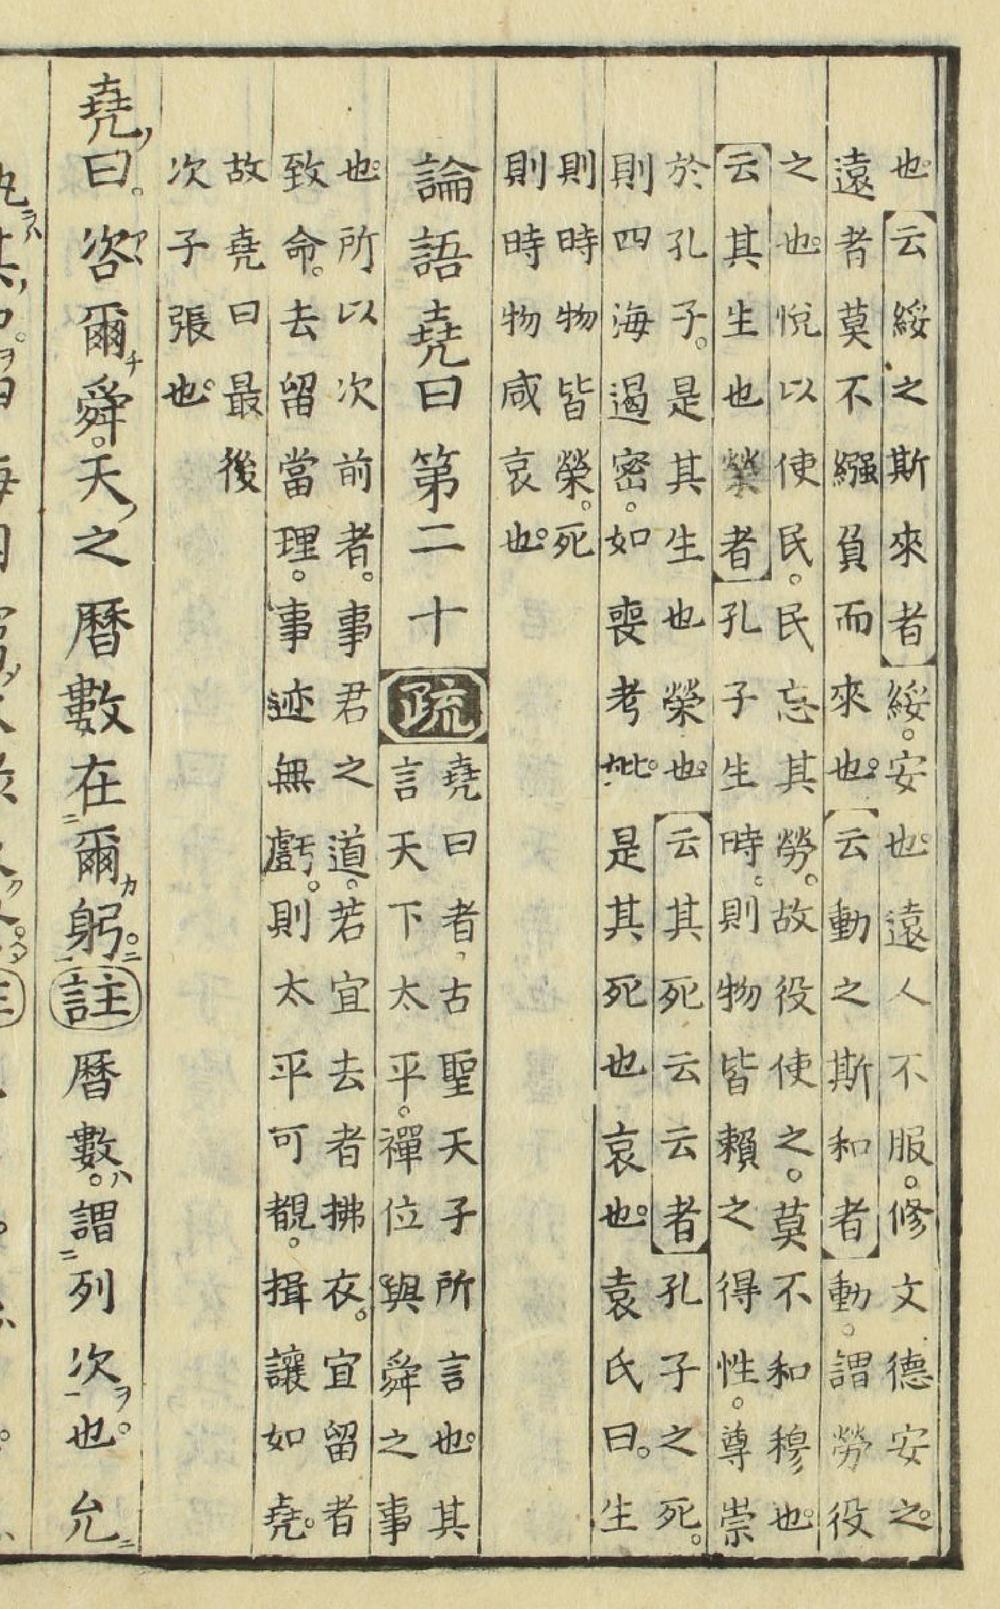 也。云綏之斯來者綏。安也。遠人不服。修文德安之。
遠者莫不繦負而來也。云動之斯和者動。謂勞役
之也。悅以使民。民忘其勞。故役使之。莫不和穆也。
云其生也榮者孔子生時。則物皆賴之得性。尊崇
於孔子。是其生也榮也。云其死云云者孔子之死。
則四海遏密。如喪考妣。是其死也哀也。袁氏曰。生
則時物皆榮。死
則時物咸哀也。
論語堯曰第二十
疏
堯曰者。古聖天子所言也。其
言天下太平。禪位與舜之事
也。所以次前者。事君之道。若宜去者拂衣。宜留者
致命。去留當理。事迹無虧。則太平可覩。揖讓如堯。
故堯曰最後
次子張也。
堯曰。咨爾舜。天之曆數在爾躬。註曆數。謂列次也。允